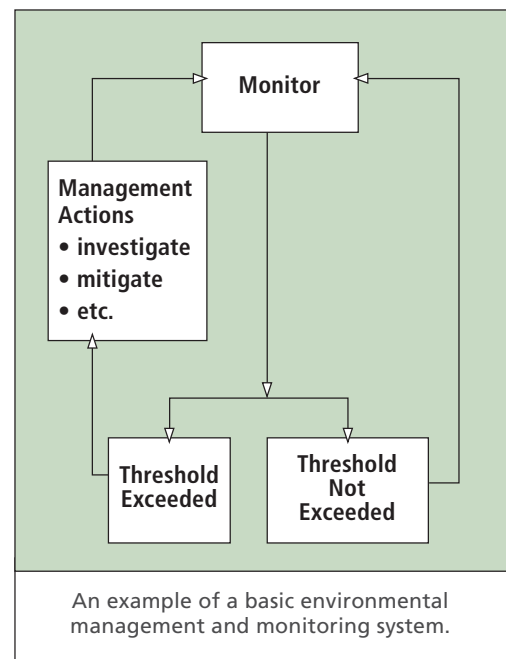 Monitor
Management
Actions
• investigate
• mitigate
• etc.
Threshold
Exceeded
Threshold
Not
Exceeded
An example of a basic environmental
management and monitoring system.